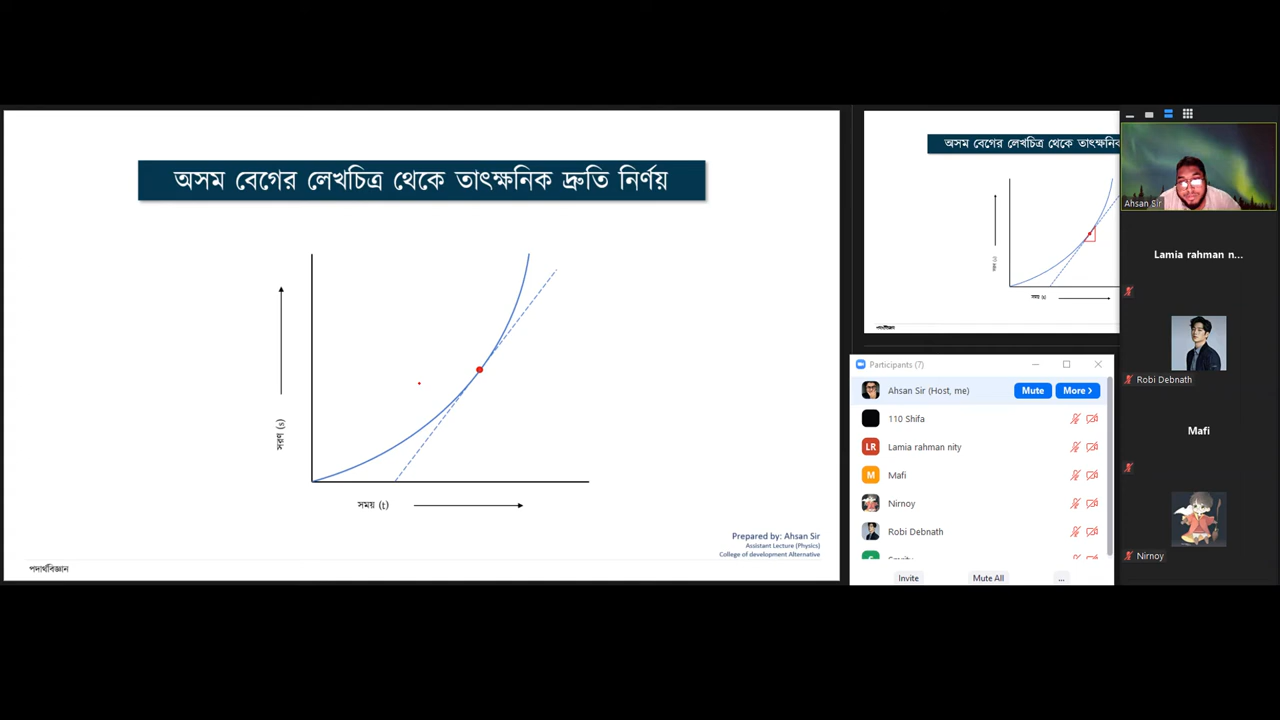 অসম বেগের লেখচিত্র থেকে তাৎক্ষনিক দ্রুতি নির্ণয়
সরণ (s)
সময় (t)
Prepared by: Ahsan Sir
Assistant Lecture (Physics)
College of development Alternative
পদার্থবিজ্ঞান
অসম বেগের লেখচিত্র থেকে তাৎক্ষনিক
Ahsan Sir
Lamia rahman n...
Robi Debnath
Mafi
Nirnoy
Participants (7)
Ahsan Sir (Host, me)
Mute
More
110 Shifa
LR
Lamia rahman nity
M
Mafi
Nirnoy
Robi Debnath
Invite
Mute All
...